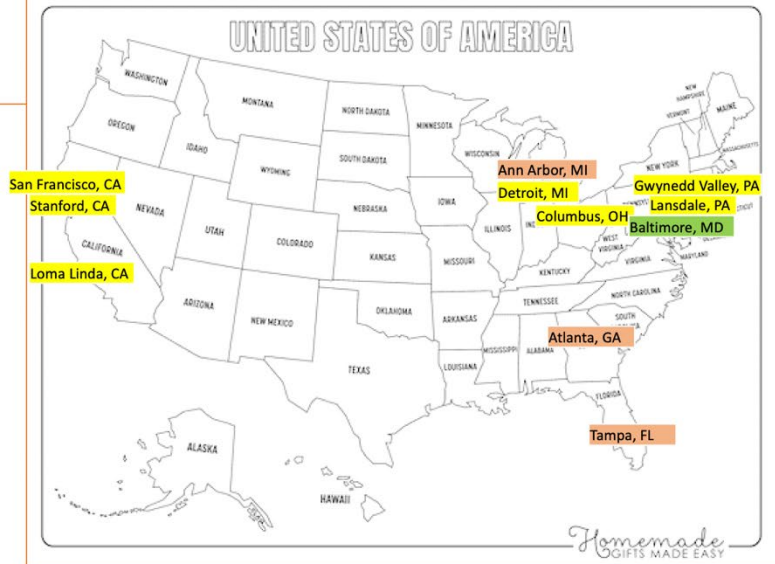 UNITED STATES OF AMERICA
WASHINGTON
MONTANA
NORTH DAKOTA
MINNESOTA
NEW HAMPSHIRE
VERMONT
MAINE
OREGON
IDAHO
WYOMING
SOUTH DAKOTA
WISCONSIN
NEW YORK
MASSACHUSETTS
Ann Arbor, MI
San Francisco, CA
Detroit, MI
Gwynedd Valley, PA
Stanford, CA
NEVADA
NEBRASKA
IOWA
Lansdale, PA
Columbus, OH
UTAH
COLORADO
ILLINOIS
Baltimore, MD
CALIFORNIA
KANSAS
MISSOURI
WEST VIRGINIA
VIRGINIA
MARYLAND
Loma Linda, CA
KENTUCKY
ARIZONA
NEW MEXICO
OKLAHOMA
ARKANSAS
TENNESSEE
NORTH CAROLINA
SOUTH
Atlanta, GA
MISSISSIPPI
ALABAMA
TEXAS
LOUISIANA
FLORIDA
Tampa, FL
ALASKA
HAWAII
Homemade
GIFTS MADE EASY